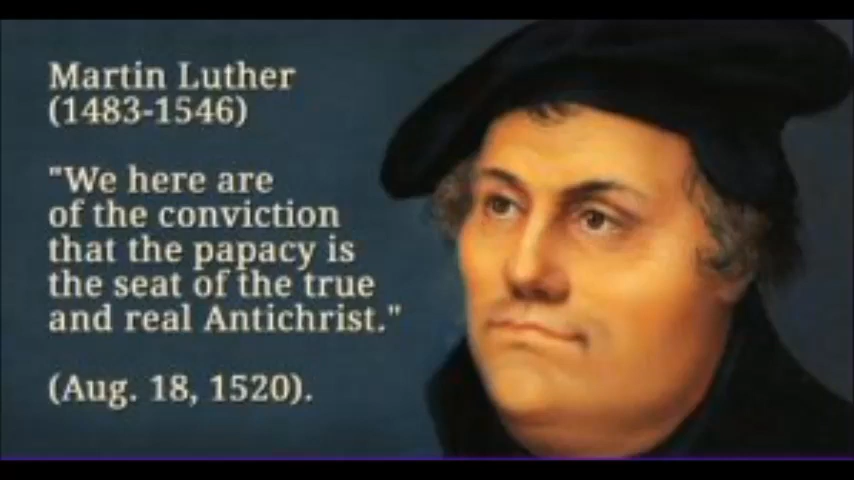 Martin Luther
(1483-1546)
"We here are
of the conviction
that the papacy is
the seat of the true
and real Antichrist."
(Aug. 18, 1520).